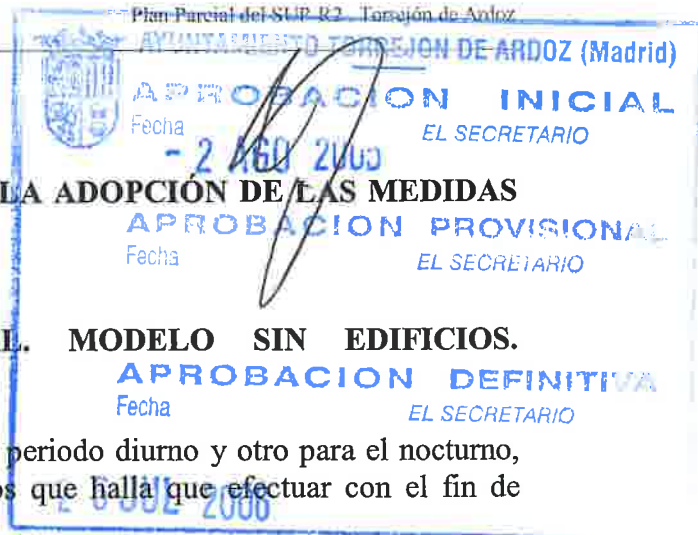 Plan Parcial del SUP R2 . Torrejón de Ardoz
AYUNTAMIENTO TORREJON DE ARDOZ (Madrid)
APROBACION INICIAL
Fecha EL SECRETARIO
- 2 AGO
LA ADOPCIÓN DE LAS MEDIDAS
APROBACION PROVISIONAL
Fecha EL SECRETARIO
MODELO SIN EDIFICIOS.
APROBACION DEFINITIVA
Fecha EL SECRETARIO
periodo diurno y otro para el nocturno,
que halla que efectuar con el fin de
JUL 2006